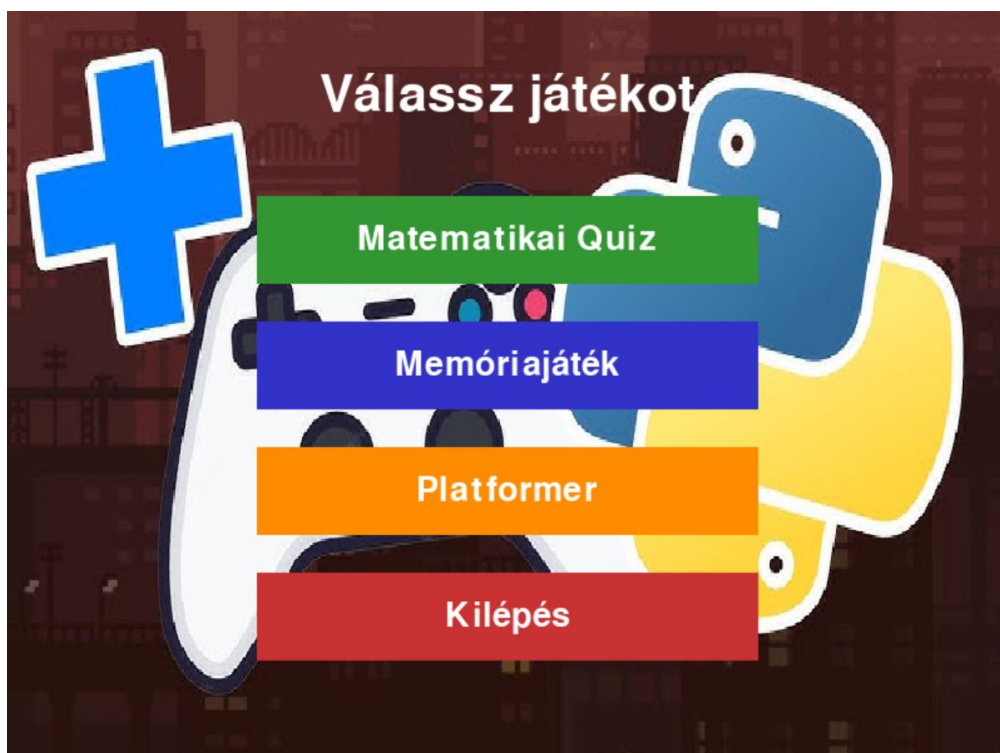 Válassz játékot
Matematikai Quiz
Memóriajáték
Platformer
Kilépés